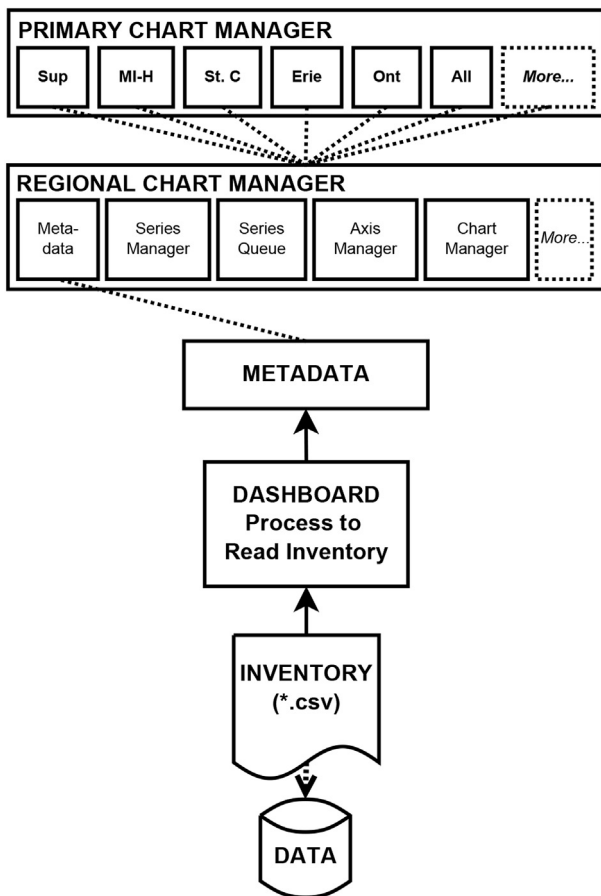 PRIMARY CHART MANAGER
Sup MI-H St. C Erie Ont All More...
REGIONAL CHART MANAGER
Meta-
data
Series
Manager
Series
Queue
Axis
Manager
Chart
Manager
More...
METADATA
DASHBOARD
Process to
Read Inventory
INVENTORY
(*.csv)
DATA